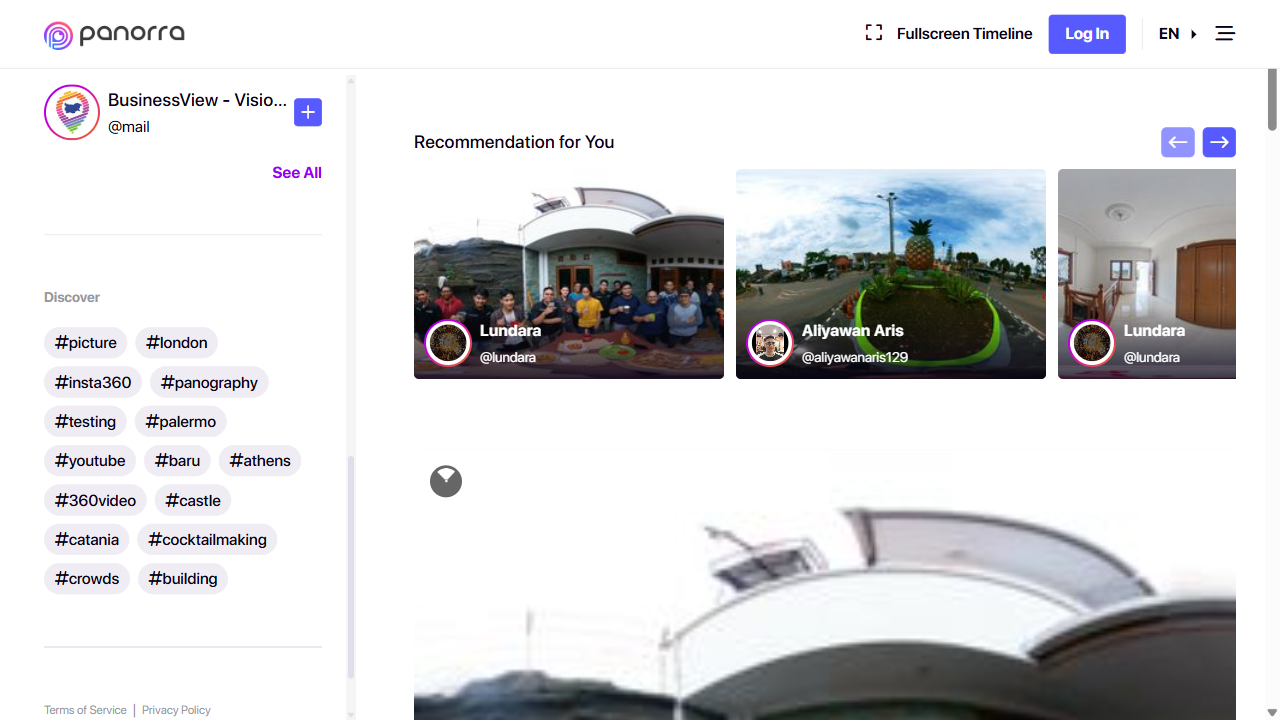 panorra
Fullscreen Timeline
Log In
EN
BusinessView - Visio...
@mail
See All
Discover
#picture
#london
#insta360
#panography
#testing
#palermo
#youtube
#baru
#athens
#360video
#castle
#catania
#cocktailmaking
#crowds
#building
Terms of Service | Privacy Policy
Recommendation for You
Lundara
@lundara
Aliyawan Aris
@aliyawanaris129
Lundara
@lundara